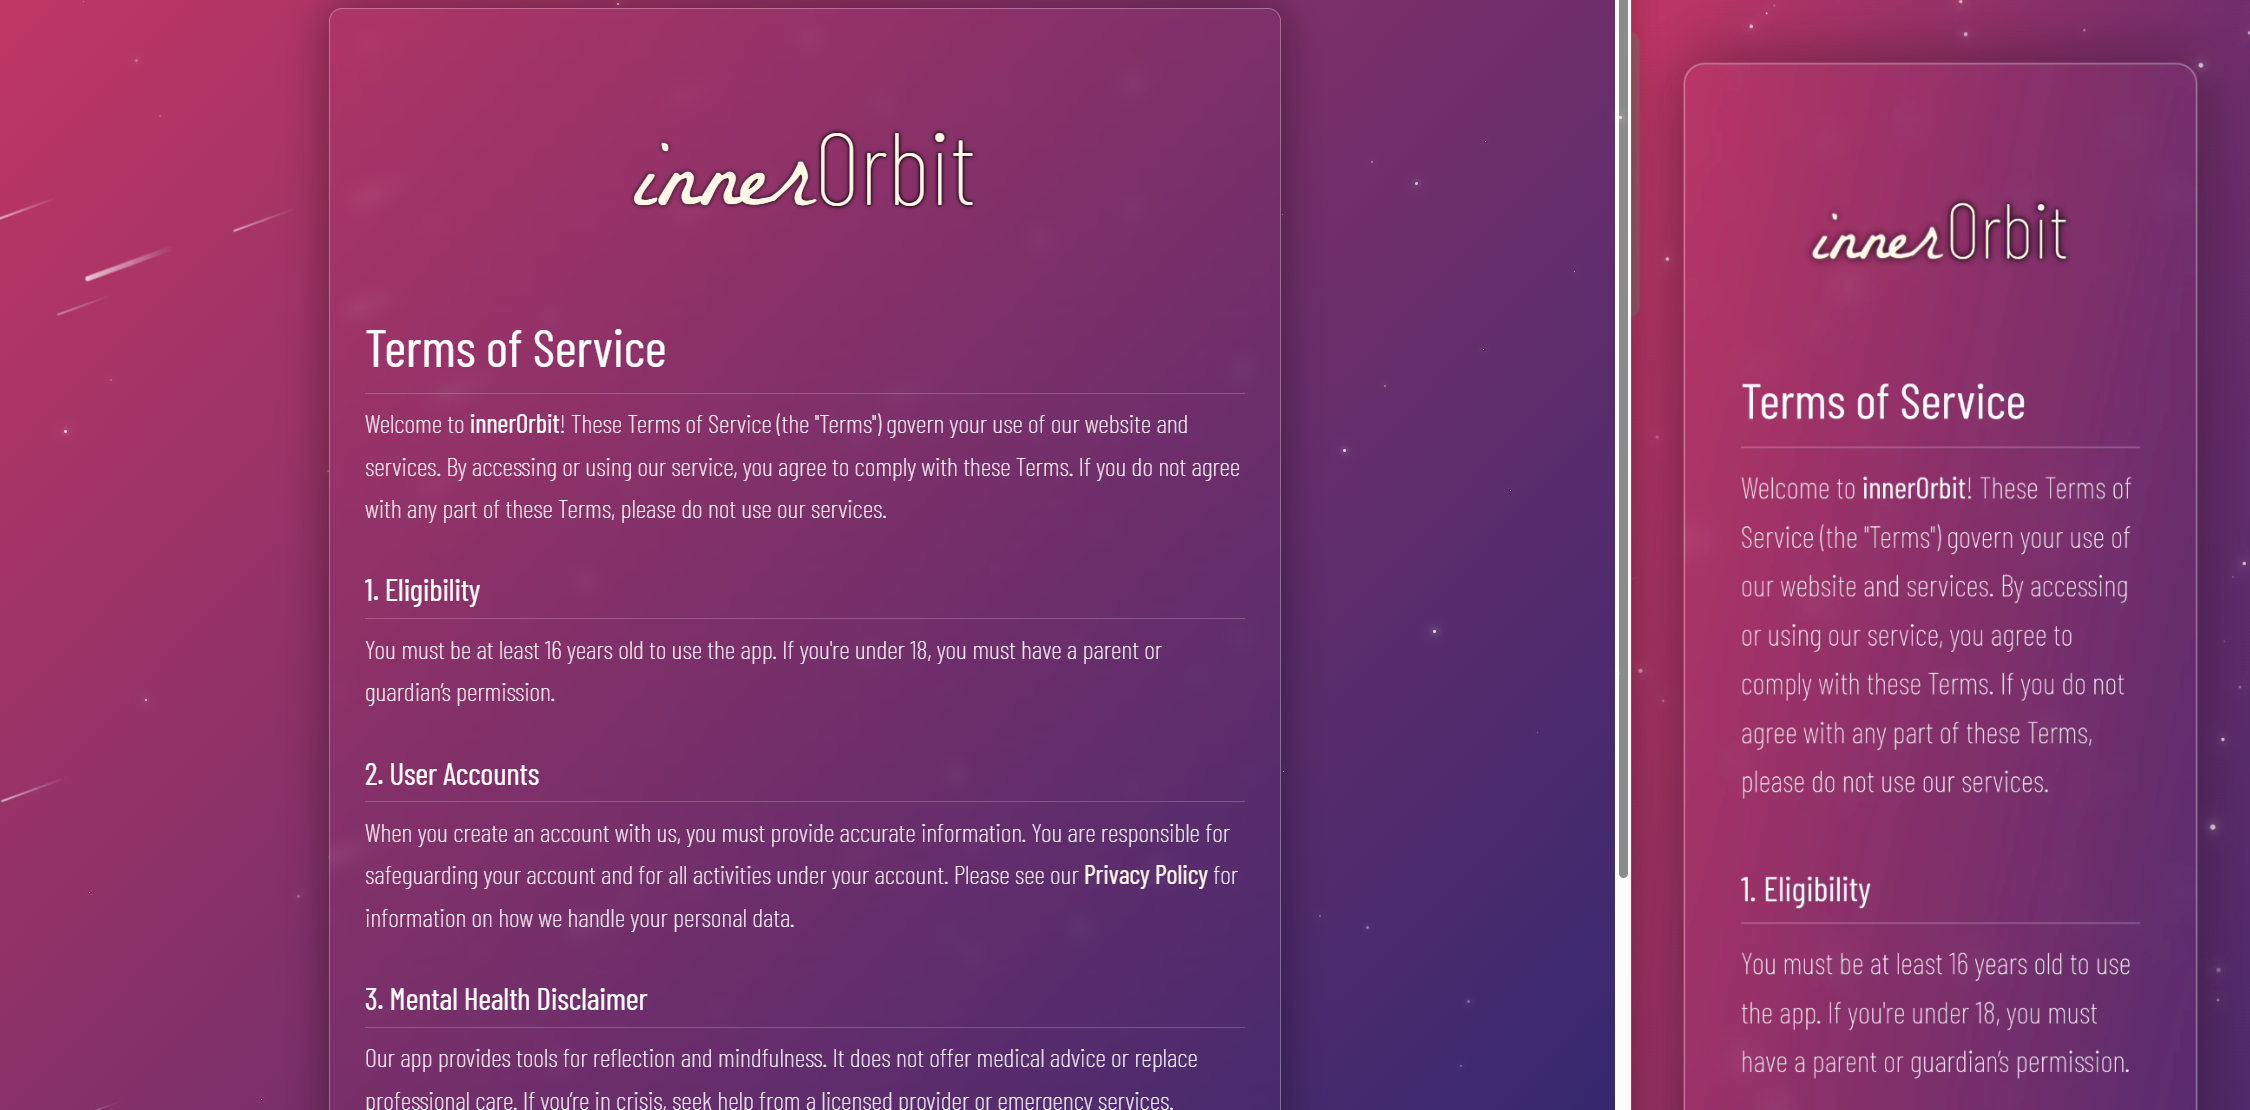 innerOrbit
Terms of Service
Welcome to innerOrbit! These Terms of Service (the "Terms") govern your use of our website and
services. By accessing or using our service, you agree to comply with these Terms. If you do not agree
with any part of these Terms, please do not use our services.
1. Eligibility
You must be at least 16 years old to use the app. If you're under 18, you must have a parent or
guardian’s permission.
2. User Accounts
When you create an account with us, you must provide accurate information. You are responsible for
safeguarding your account and for all activities under your account. Please see our Privacy Policy for
information on how we handle your personal data.
3. Mental Health Disclaimer
Our app provides tools for reflection and mindfulness. It does not offer medical advice or replace
professional care. If you’re in crisis, seek help from a licensed provider or emergency services.
innerOrbit
Terms of Service
Welcome to innerOrbit! These Terms of
Service (the "Terms") govern your use of
our website and services. By accessing
or using our service, you agree to
comply with these Terms. If you do not
agree with any part of these Terms,
please do not use our services.
1. Eligibility
You must be at least 16 years old to use
the app. If you're under 18, you must
have a parent or guardian’s permission.